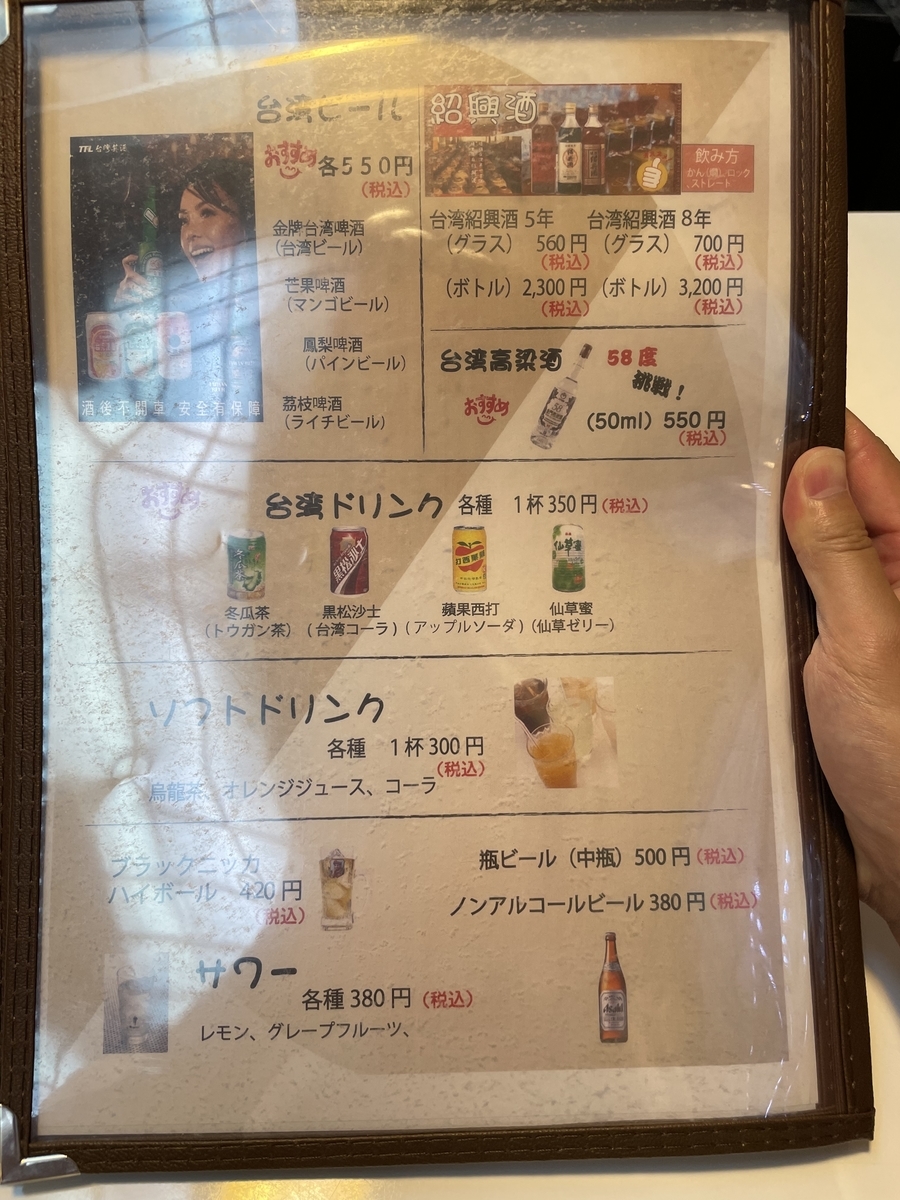 台湾ビール
TTL 台湾菸酒
おすすめ
各550円
(税込)
金牌台湾啤酒
(台湾ビール)
芒果啤酒
(マンゴビール)
鳳梨啤酒
(パインビール)
荔枝啤酒
(ライチビール)
酒後不開車 安全有保障
紹興酒
飲み方
かん(燗),ロック
,ストレート
台湾紹興酒 5年 台湾紹興酒 8年
(グラス) 560円 (グラス) 700円
(税込) (税込)
(ボトル) 2,300円 (ボトル) 3,200円
(税込) (税込)
台湾高粱酒
58度
挑戦!
おすすめ
(50ml) 550円
(税込)
おすすめ
台湾ドリンク 各種 1杯350円(税込)
冬瓜茶
黒松沙士
蘋果西打
仙草蜜
冬瓜茶 黒松沙士 蘋果西打 仙草蜜
(トウガン茶) (台湾コーラ) (アップルソーダ) (仙草ゼリー)
ソフトドリンク
各種 1杯300円
(税込)
烏龍茶、オレンジジュース、コーラ
ブラックニッカ
ハイボール 420円
(税込)
瓶ビール(中瓶)500円(税込)
ノンアルコールビール 380円(税込)
サワー
各種 380円 (税込)
レモン、グレープフルーツ、
Asahi